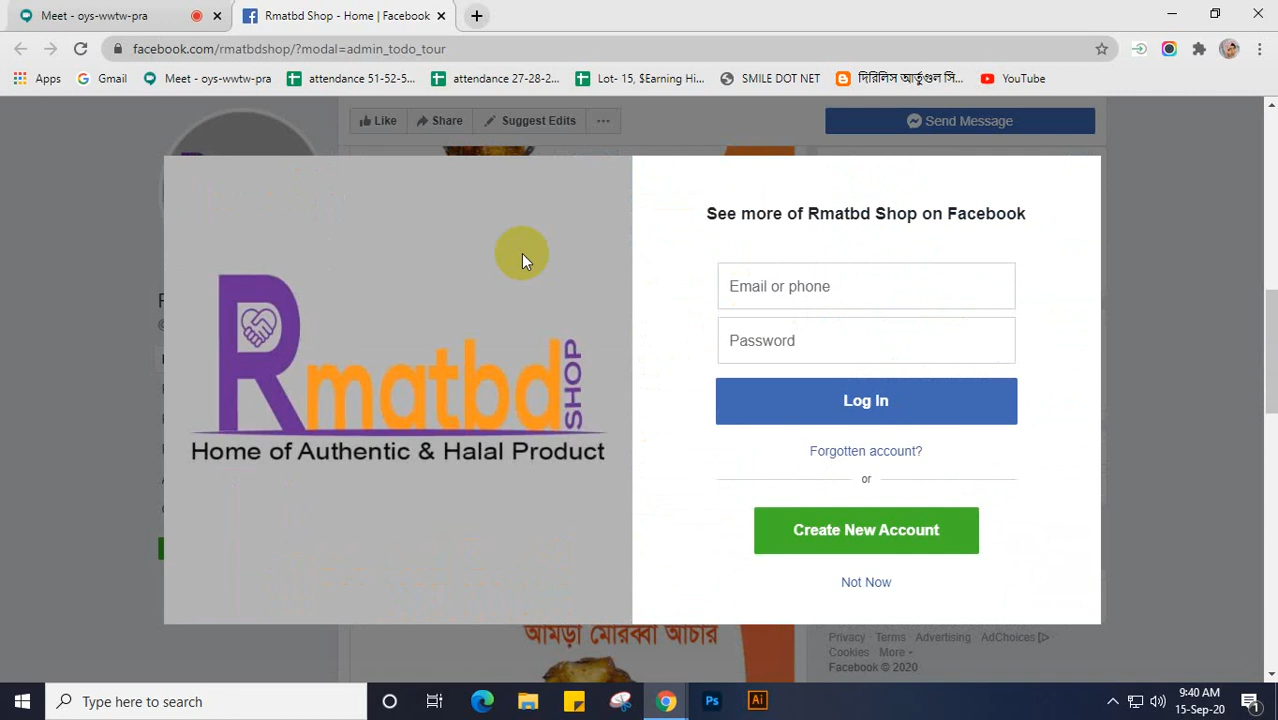 Meet - oys-wwtw-pra
Rmatbd Shop - Home | Facebook
facebook.com/rmatbdshop/?modal=admin_todo_tour
Apps
Gmail
Meet - oys-wwtw-pra
attendance 51-52-5...
attendance 27-28-2...
Lot- 15, $Earning Hi...
SMILE DOT NET
দিরিলিস আর্তুগুল সি...
YouTube
Like
Share
Suggest Edits
...
Send Message
See more of Rmatbd Shop on Facebook
Email or phone
Password
Log In
Forgotten account?
or
Create New Account
Not Now
Rmatbd
SHOP
Home of Authentic & Halal Product
আমড়া মোরব্বা আচার
Privacy · Terms · Advertising · AdChoices
Cookies · More
Facebook © 2020
Type here to search
Ps
Ai
9:40 AM
15-Sep-20
1